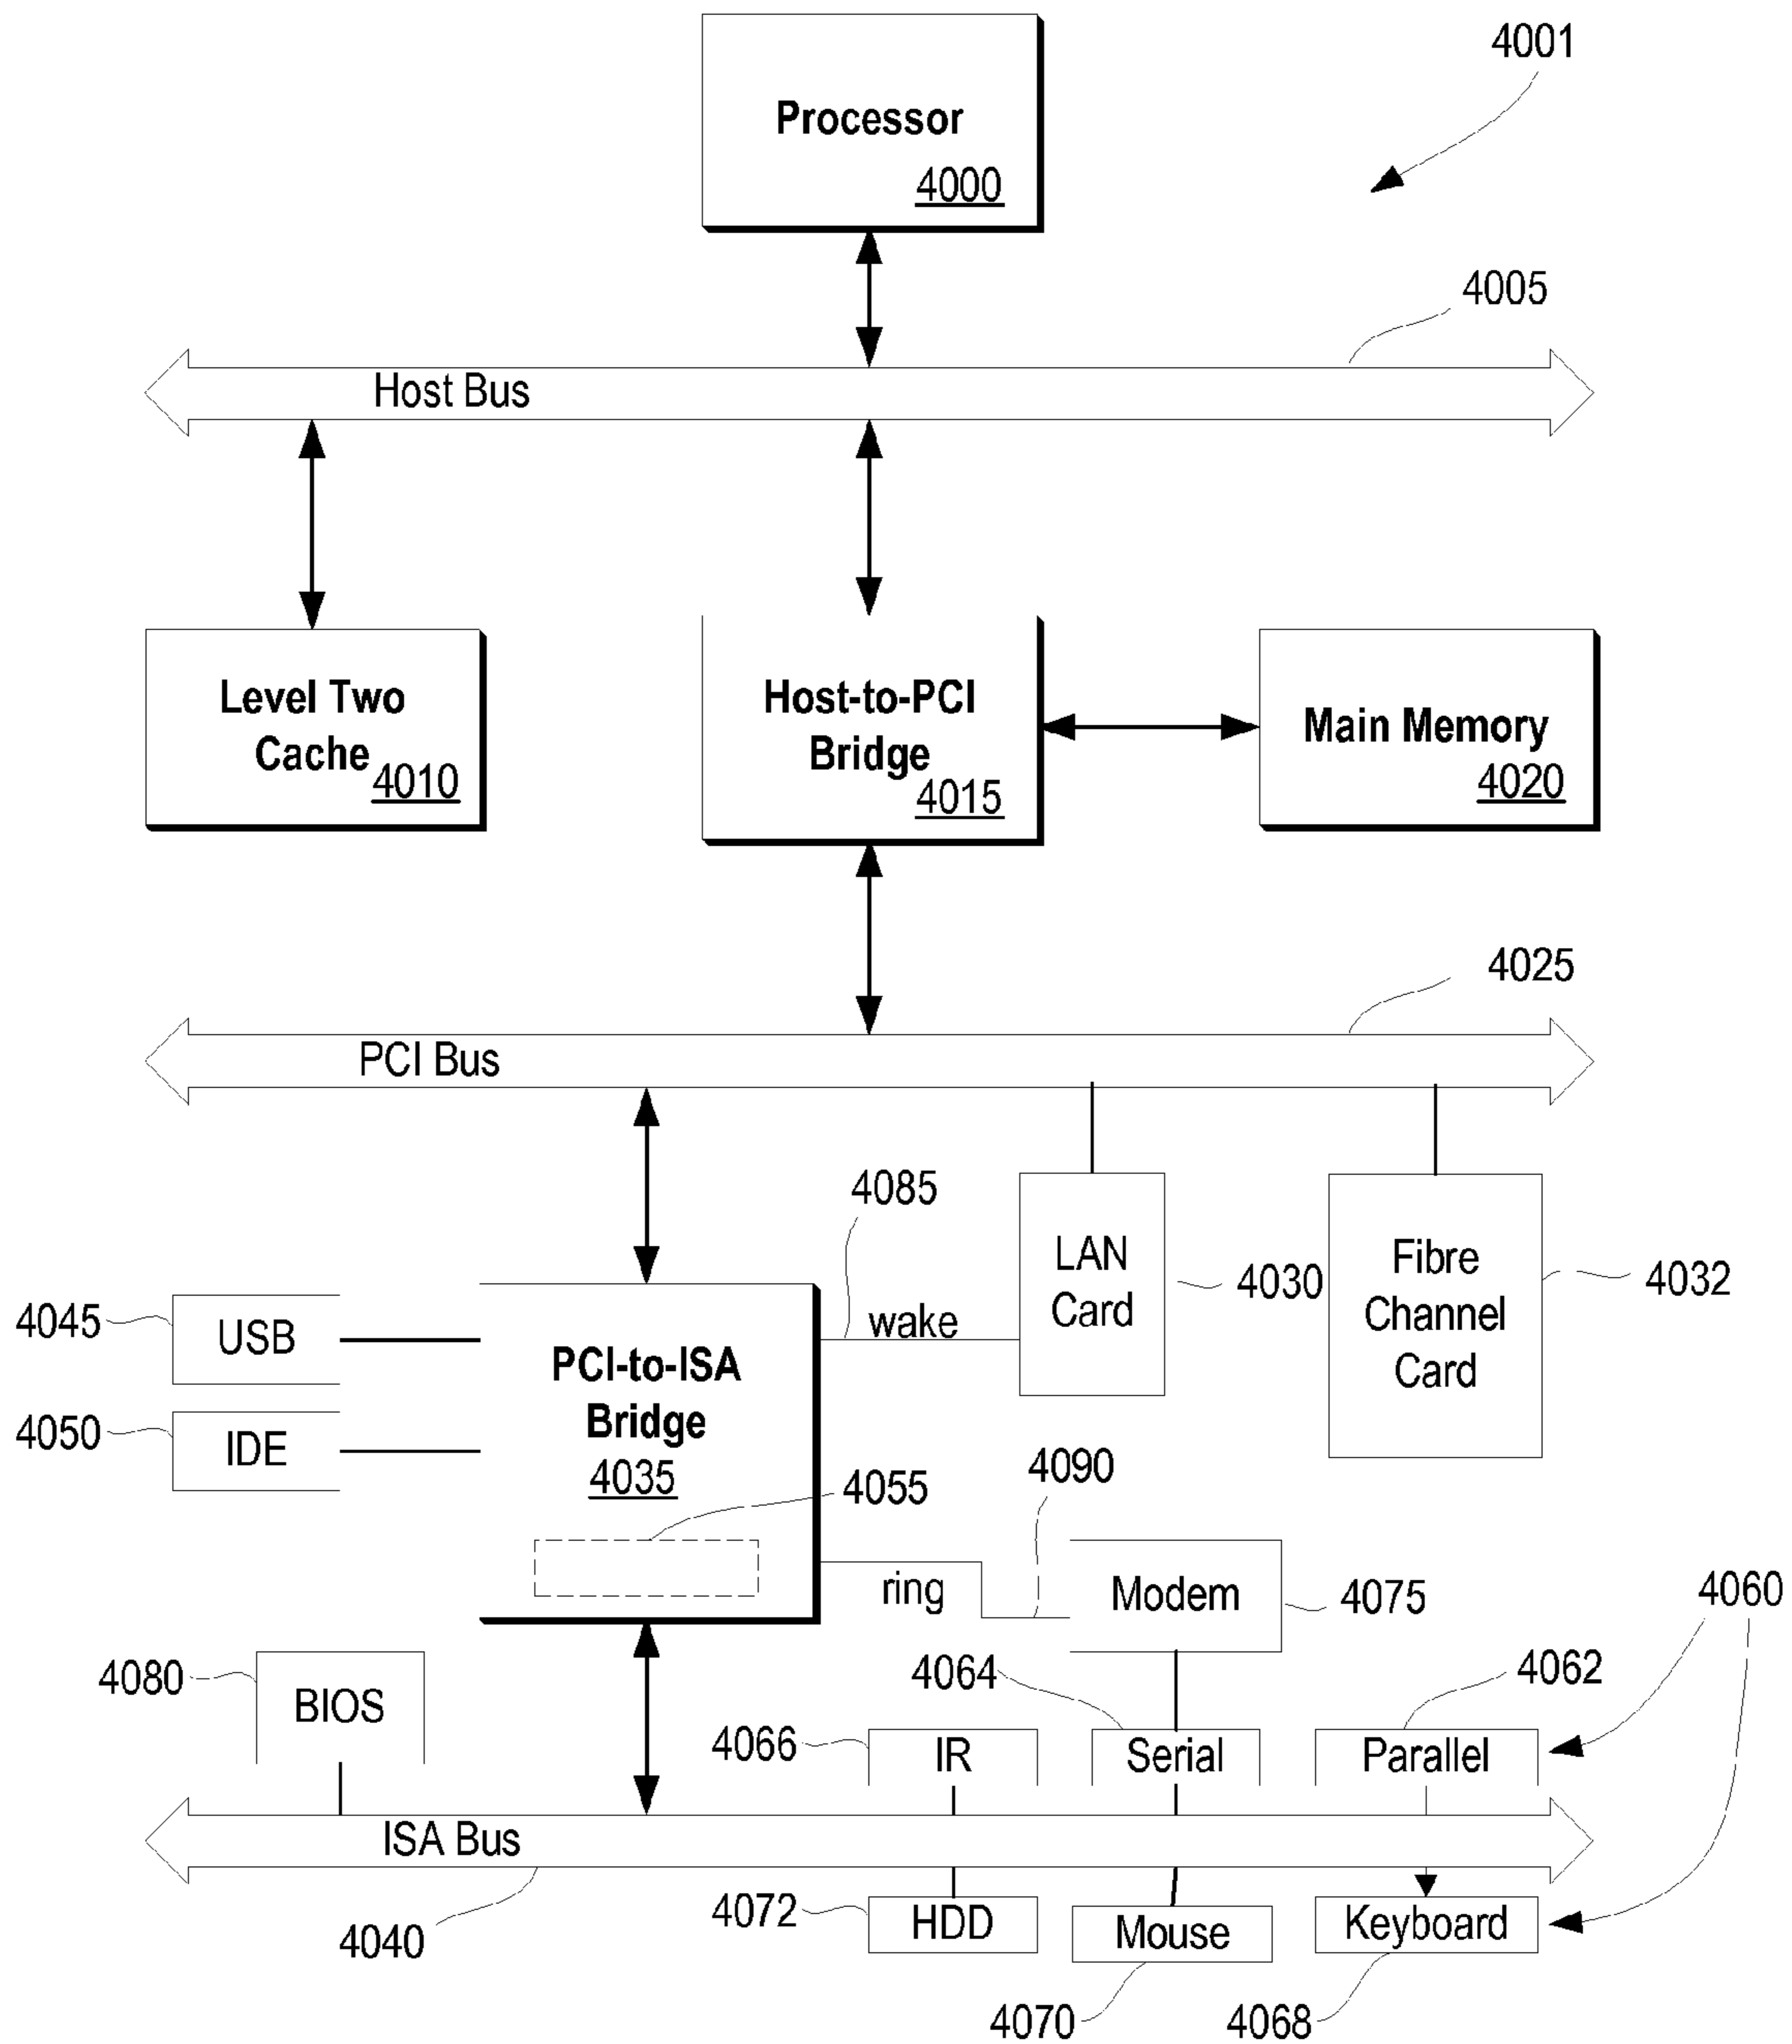 4001
Processor
4000
4005
Host Bus
Level Two
Cache
4010
Host-to-PCI
Bridge
4015
Main Memory
4020
4025
PCI Bus
4085
LAN
Card
4030
Fibre
Channel
Card
4032
wake
4045
USB
4050
IDE
PCI-to-ISA
Bridge
4035
4055
4090
ring
Modem
4075
4060
4080
BIOS
4064
4062
4066
IR
Serial
Parallel
ISA Bus
4040
4072
HDD
Mouse
Keyboard
4070
4068